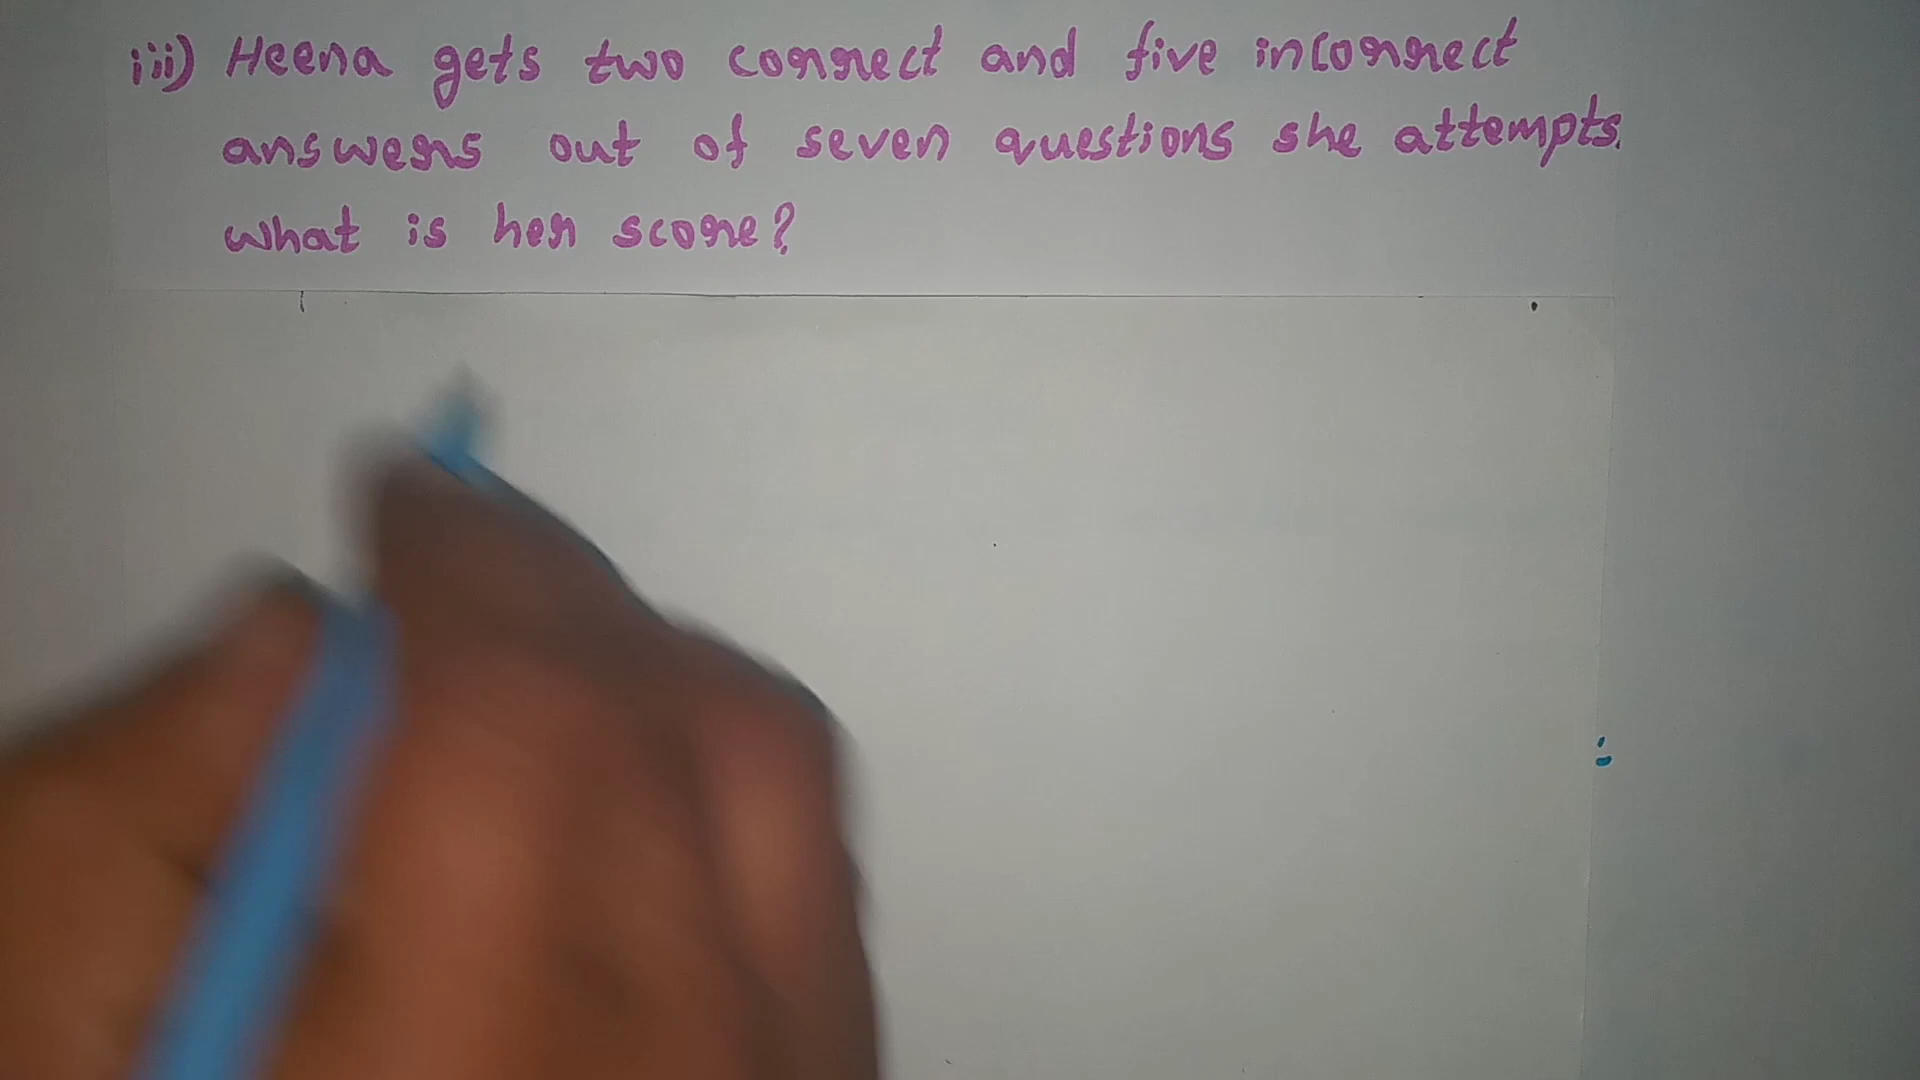 iii) Heena gets two correct and five incorrect
answers out of seven questions she attempts.
what is her score?